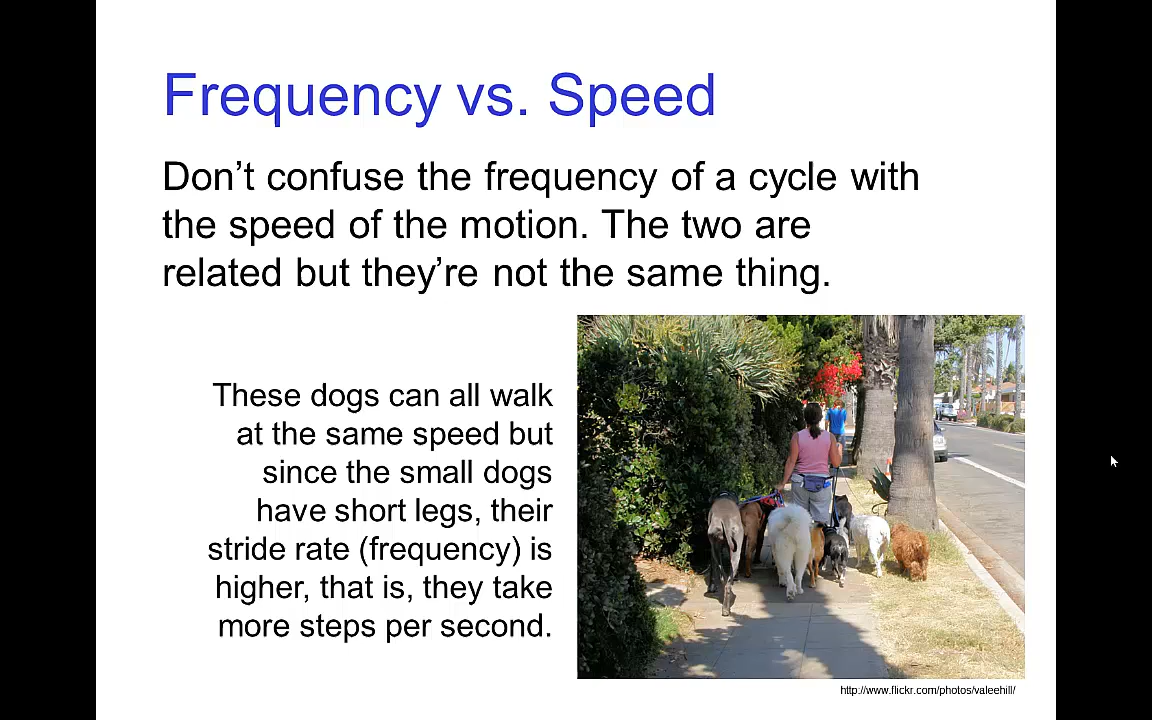 Frequency vs. Speed
Don’t confuse the frequency of a cycle with
the speed of the motion. The two are
related but they’re not the same thing.
These dogs can all walk
at the same speed but
since the small dogs
have short legs, their
stride rate (frequency) is
higher, that is, they take
more steps per second.
http://www.flickr.com/photos/valeehill/